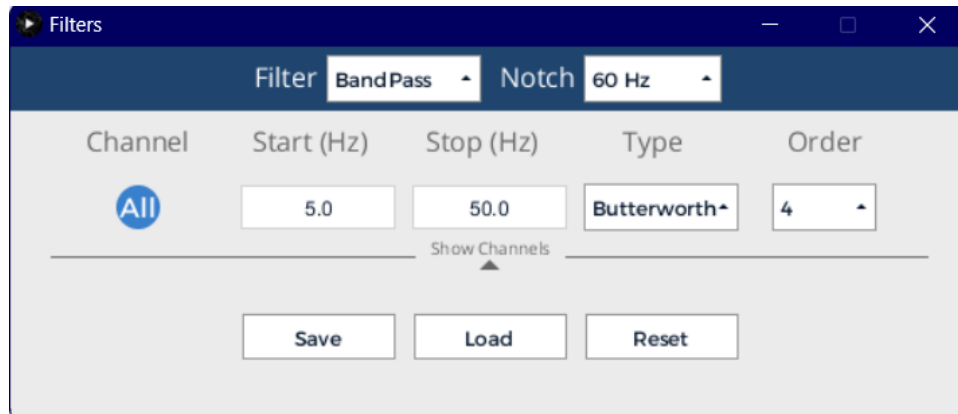 Filters
Filter BandPass Notch 60 Hz
Channel Start (Hz) Stop (Hz) Type Order
All 5.0 50.0 Butterworth 4
Show Channels
Save Load Reset